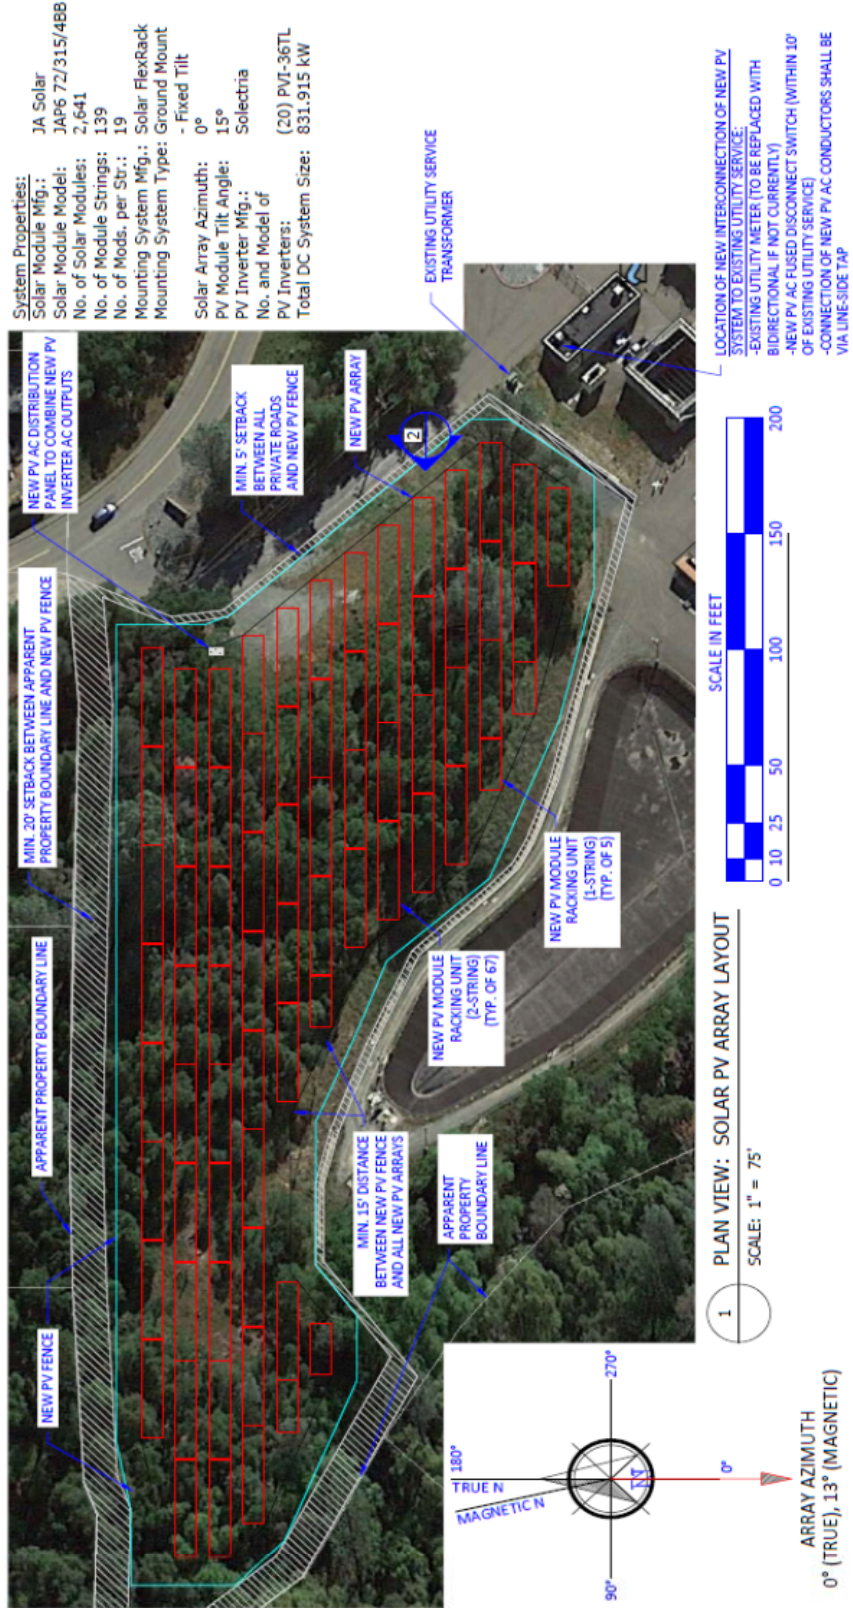 System Properties:
Solar Module Mfg.: JA Solar
Solar Module Model: JAP6 72/315/4BB
No. of Solar Modules: 2,641
No. of Module Strings: 139
No. of Mods. per Str.: 19
Mounting System Mfg.: Solar FlexRack
Mounting System Type: Ground Mount
- Fixed Tilt
Solar Array Azimuth: 0°
PV Module Tilt Angle: 15°
PV Inverter Mfg.: Solectria
No. and Model of
PV Inverters: (20) PVI-36TL
Total DC System Size: 831.915 kW
NEW PV FENCE
APPARENT PROPERTY BOUNDARY LINE
MIN. 20' SETBACK BETWEEN APPARENT
PROPERTY BOUNDARY LINE AND NEW PV FENCE
NEW PV AC DISTRIBUTION
PANEL TO COMBINE NEW PV
INVERTER AC OUTPUTS
MIN. 5' SETBACK
BETWEEN ALL
PRIVATE ROADS
AND NEW PV FENCE
NEW PV ARRAY
2
EXISTING UTILITY SERVICE
TRANSFORMER
MIN. 15' DISTANCE
BETWEEN NEW PV FENCE
AND ALL NEW PV ARRAYS
APPARENT
PROPERTY
BOUNDARY LINE
NEW PV MODULE
RACKING UNIT
(2-STRING)
(TYP. OF 67)
NEW PV MODULE
RACKING UNIT
(1-STRING)
(TYP. OF 5)
LOCATION OF NEW INTERCONNECTION OF NEW PV
SYSTEM TO EXISTING UTILITY SERVICE:
-EXISTING UTILITY METER (TO BE REPLACED WITH
BIDIRECTIONAL IF NOT CURRENTLY)
-NEW PV AC FUSED DISCONNECT SWITCH (WITHIN 10'
OF EXISTING UTILITY SERVICE)
-CONNECTION OF NEW PV AC CONDUCTORS SHALL BE
VIA LINE-SIDE TAP
180°
TRUE N
MAGNETIC N
90°
270°
N
0°
ARRAY AZIMUTH
0° (TRUE), 13° (MAGNETIC)
1
PLAN VIEW: SOLAR PV ARRAY LAYOUT
SCALE: 1" = 75'
SCALE IN FEET
0 10 25 50 100 150 200